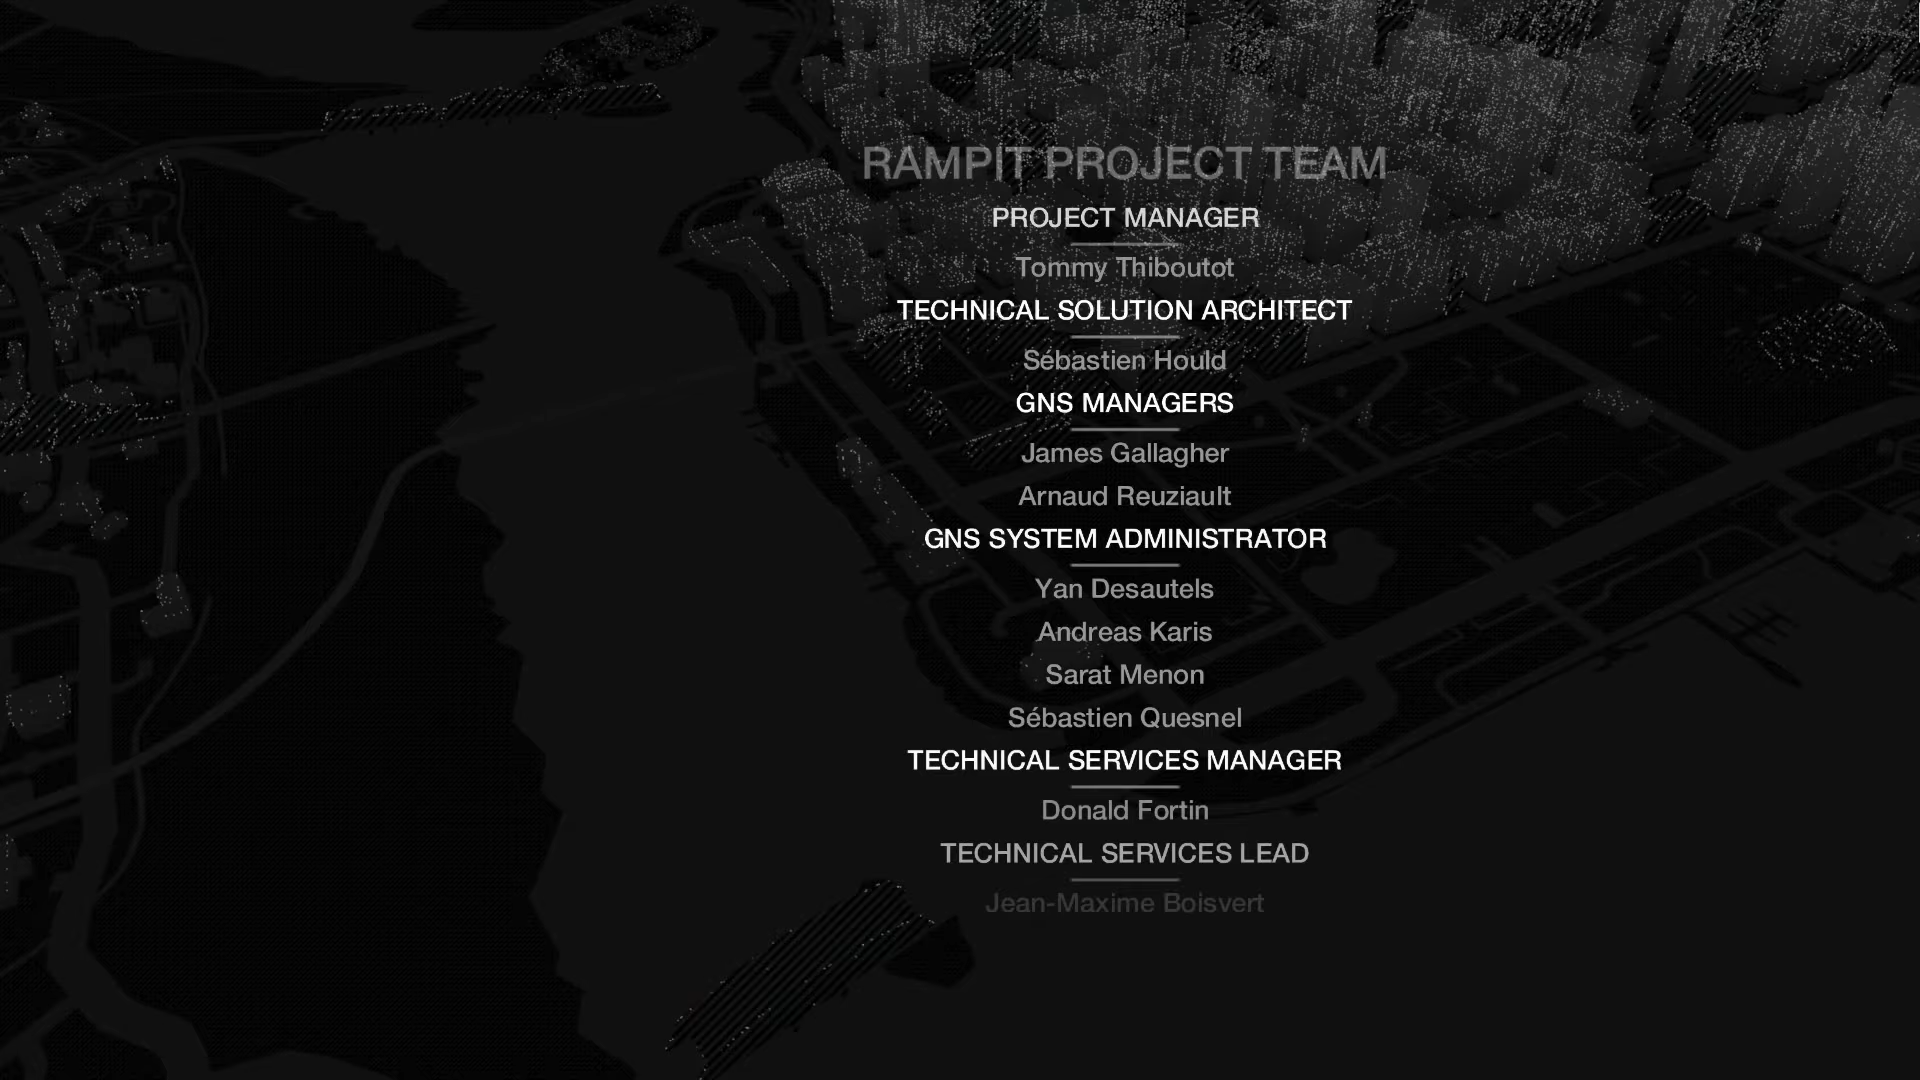 RAMPIT PROJECT TEAM
PROJECT MANAGER
Tommy Thiboutot
TECHNICAL SOLUTION ARCHITECT
Sébastien Hould
GNS MANAGERS
James Gallagher
Arnaud Reuziault
GNS SYSTEM ADMINISTRATOR
Yan Desautels
Andreas Karis
Sarat Menon
Sébastien Quesnel
TECHNICAL SERVICES MANAGER
Donald Fortin
TECHNICAL SERVICES LEAD
Jean-Maxime Boisvert